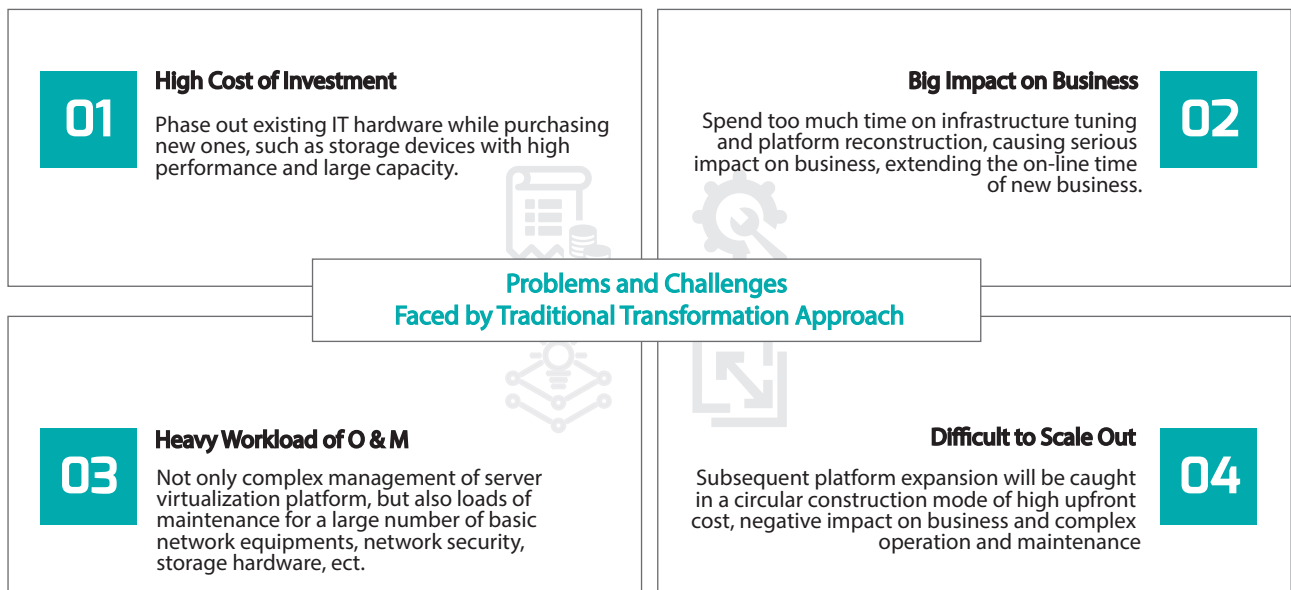 01
High Cost of Investment
Phase out existing IT hardware while purchasing
new ones, such as storage devices with high
performance and large capacity.
Big Impact on Business
02
Spend too much time on infrastructure tuning
and platform reconstruction, causing serious
impact on business, extending the on-line time
of new business.
Problems and Challenges
Faced by Traditional Transformation Approach
03
Heavy Workload of O & M
Not only complex management of server
virtualization platform, but also loads of
maintenance for a large number of basic
network equipments, network security,
storage hardware, ect.
Difficult to Scale Out
04
Subsequent platform expansion will be caught
in a circular construction mode of high upfront
cost, negative impact on business and complex
operation and maintenance